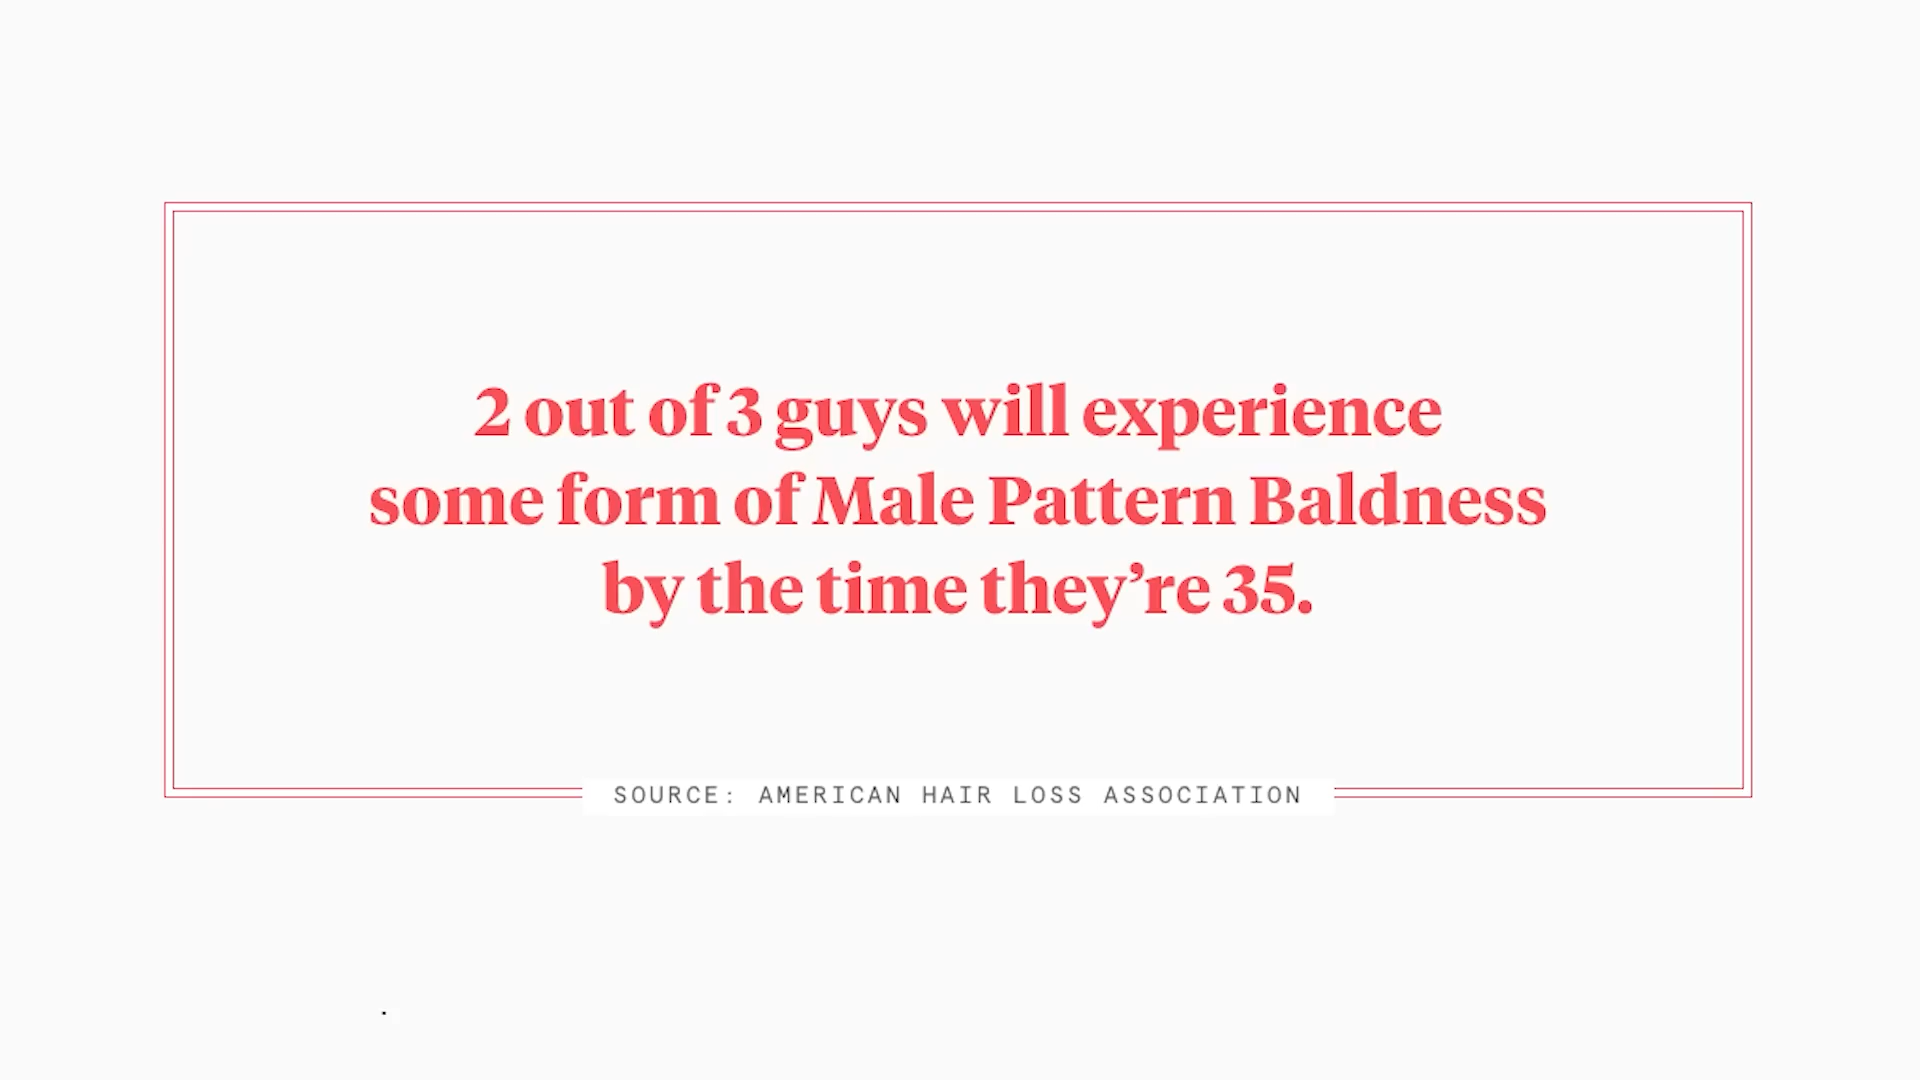 2 out of 3 guys will experience
some form of Male Pattern Baldness
by the time they’re 35.
SOURCE: AMERICAN HAIR LOSS ASSOCIATION